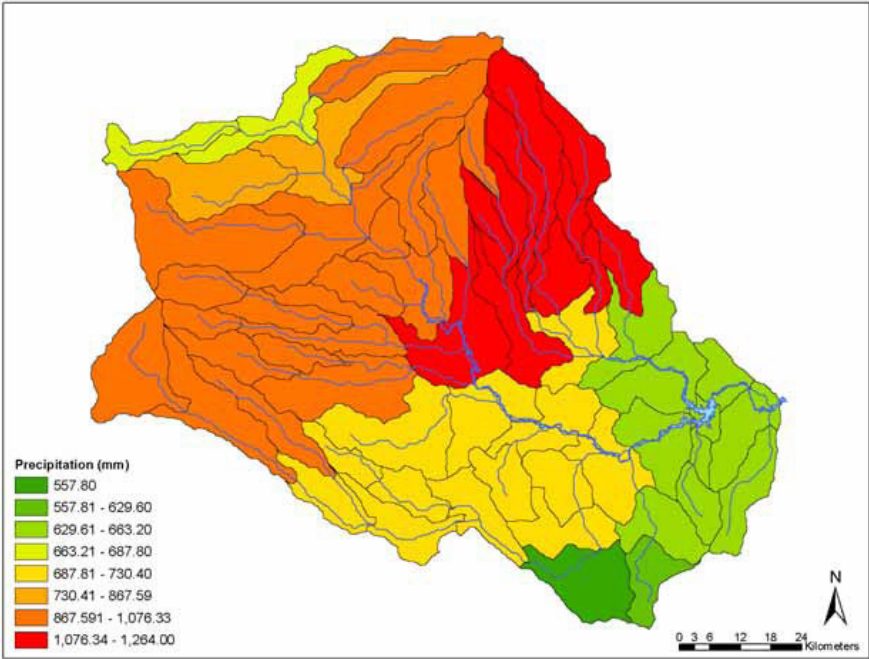 Precipitation (mm)
557.80
557.81 - 629.60
629.61 - 663.20
663.21 - 687.80
687.81 - 730.40
730.41 - 867.59
867.591 - 1,076.33
1,076.34 - 1,264.00
N
0 3 6 12 18 24
Kilometers